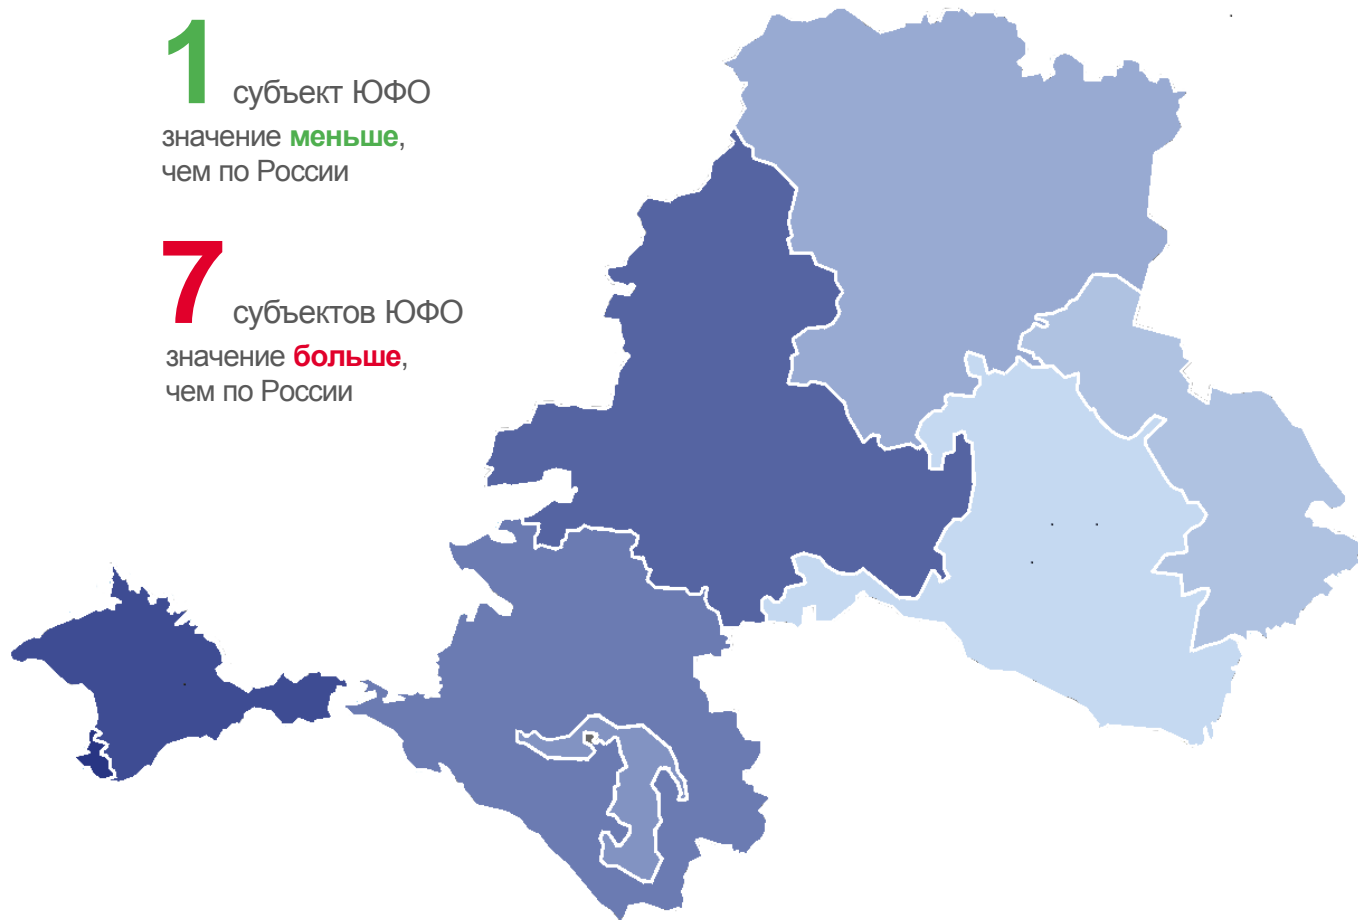 1 субъект ЮФО
значение меньше,
чем по России
7 субъектов ЮФО
значение больше,
чем по России